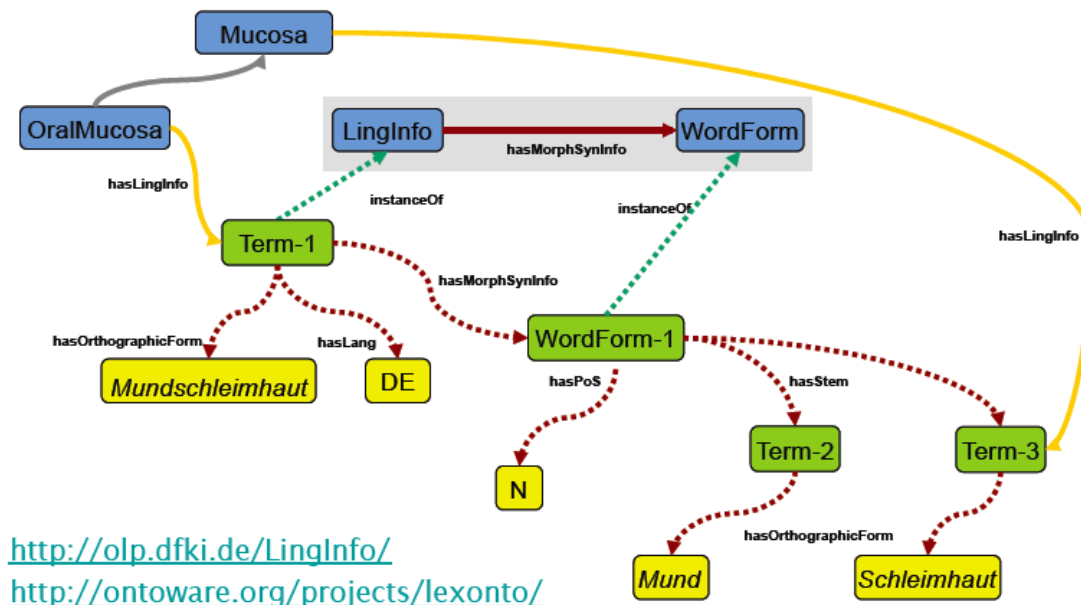 Mucosa
OralMucosa
LingInfo
WordForm
hasMorphSynInfo
hasLingInfo
instanceOf
instanceOf
Term-1
hasLingInfo
hasMorphSynInfo
WordForm-1
hasOrthographicForm
hasLang
Mundschleimhaut
DE
hasPoS
hasStem
Term-2
Term-3
N
hasOrthographicForm
http://olp.dfki.de/LingInfo/
Mund
Schleimhaut
http://ontoware.org/projects/lexonto/